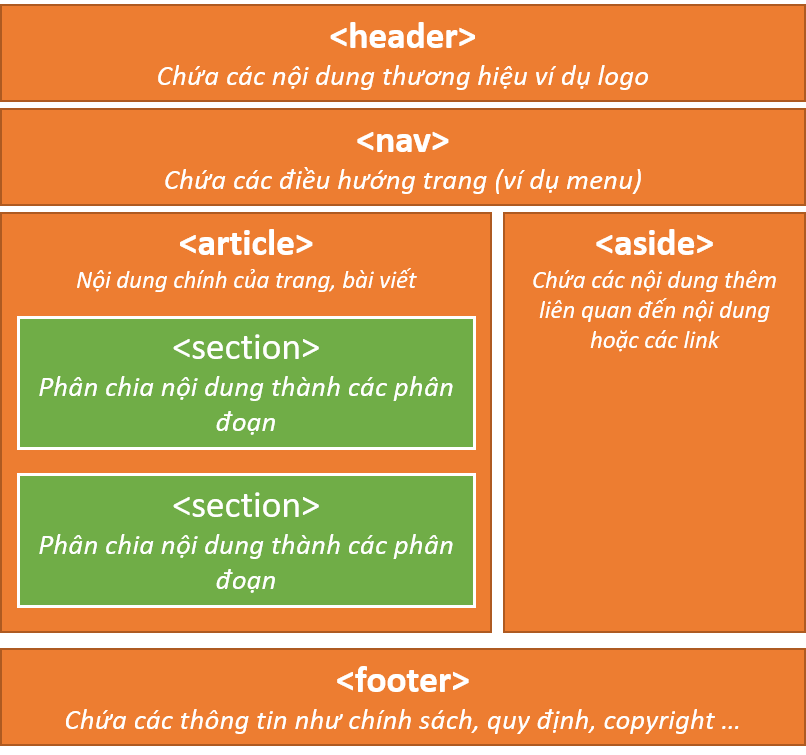 <header>
Chứa các nội dung thương hiệu ví dụ logo
<nav>
Chứa các điều hướng trang (ví dụ menu)
<article>
Nội dung chính của trang, bài viết
<section>
Phân chia nội dung thành các phân
đoạn
<section>
Phân chia nội dung thành các phân
đoạn
<aside>
Chứa các nội dung thêm
liên quan đến nội dung
hoặc các link
<footer>
Chứa các thông tin như chính sách, quy định, copyright ...